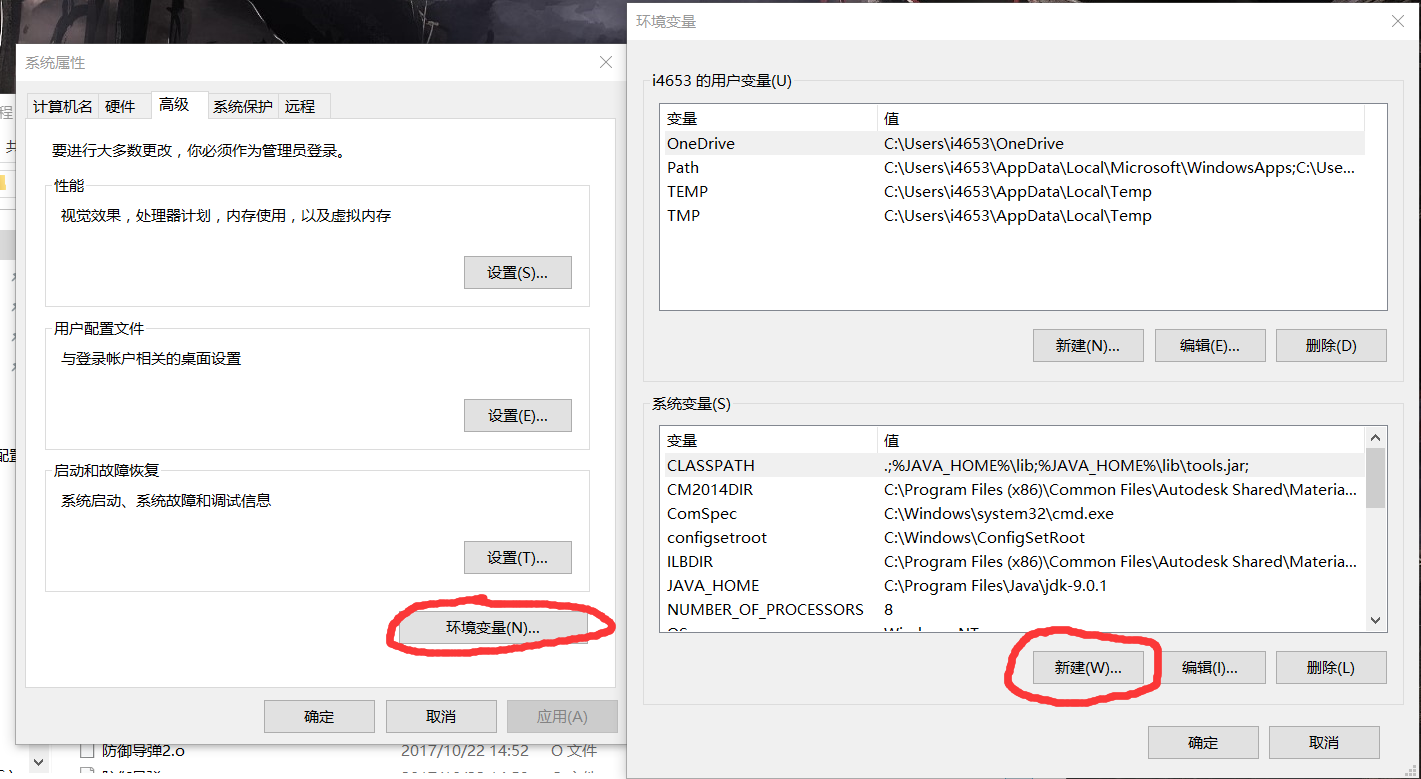 系统属性
计算机名 硬件 高级 系统保护 远程
要进行大多数更改，你必须作为管理员登录。
性能
视觉效果，处理器计划，内存使用，以及虚拟内存
设置(S)...
用户配置文件
与登录帐户相关的桌面设置
设置(E)...
启动和故障恢复
系统启动、系统故障和调试信息
设置(T)...
环境变量(N)...
确定 取消 应用(A)
防御导弹2.o 2017/10/22 14:52 O 文件
环境变量
i4653 的用户变量(U)
变量 值
OneDrive C:\Users\i4653\OneDrive
Path C:\Users\i4653\AppData\Local\Microsoft\WindowsApps;C:\Use...
TEMP C:\Users\i4653\AppData\Local\Temp
TMP C:\Users\i4653\AppData\Local\Temp
新建(N)... 编辑(E)... 删除(D)
系统变量(S)
变量 值
CLASSPATH .;%JAVA_HOME%\lib;%JAVA_HOME%\lib\tools.jar;
CM2014DIR C:\Program Files (x86)\Common Files\Autodesk Shared\Materia...
ComSpec C:\Windows\system32\cmd.exe
configsetroot C:\Windows\ConfigSetRoot
ILBDIR C:\Program Files (x86)\Common Files\Autodesk Shared\Materia...
JAVA_HOME C:\Program Files\Java\jdk-9.0.1
NUMBER_OF_PROCESSORS 8
OS Windows_NT
新建(W)... 编辑(I)... 删除(L)
确定 取消